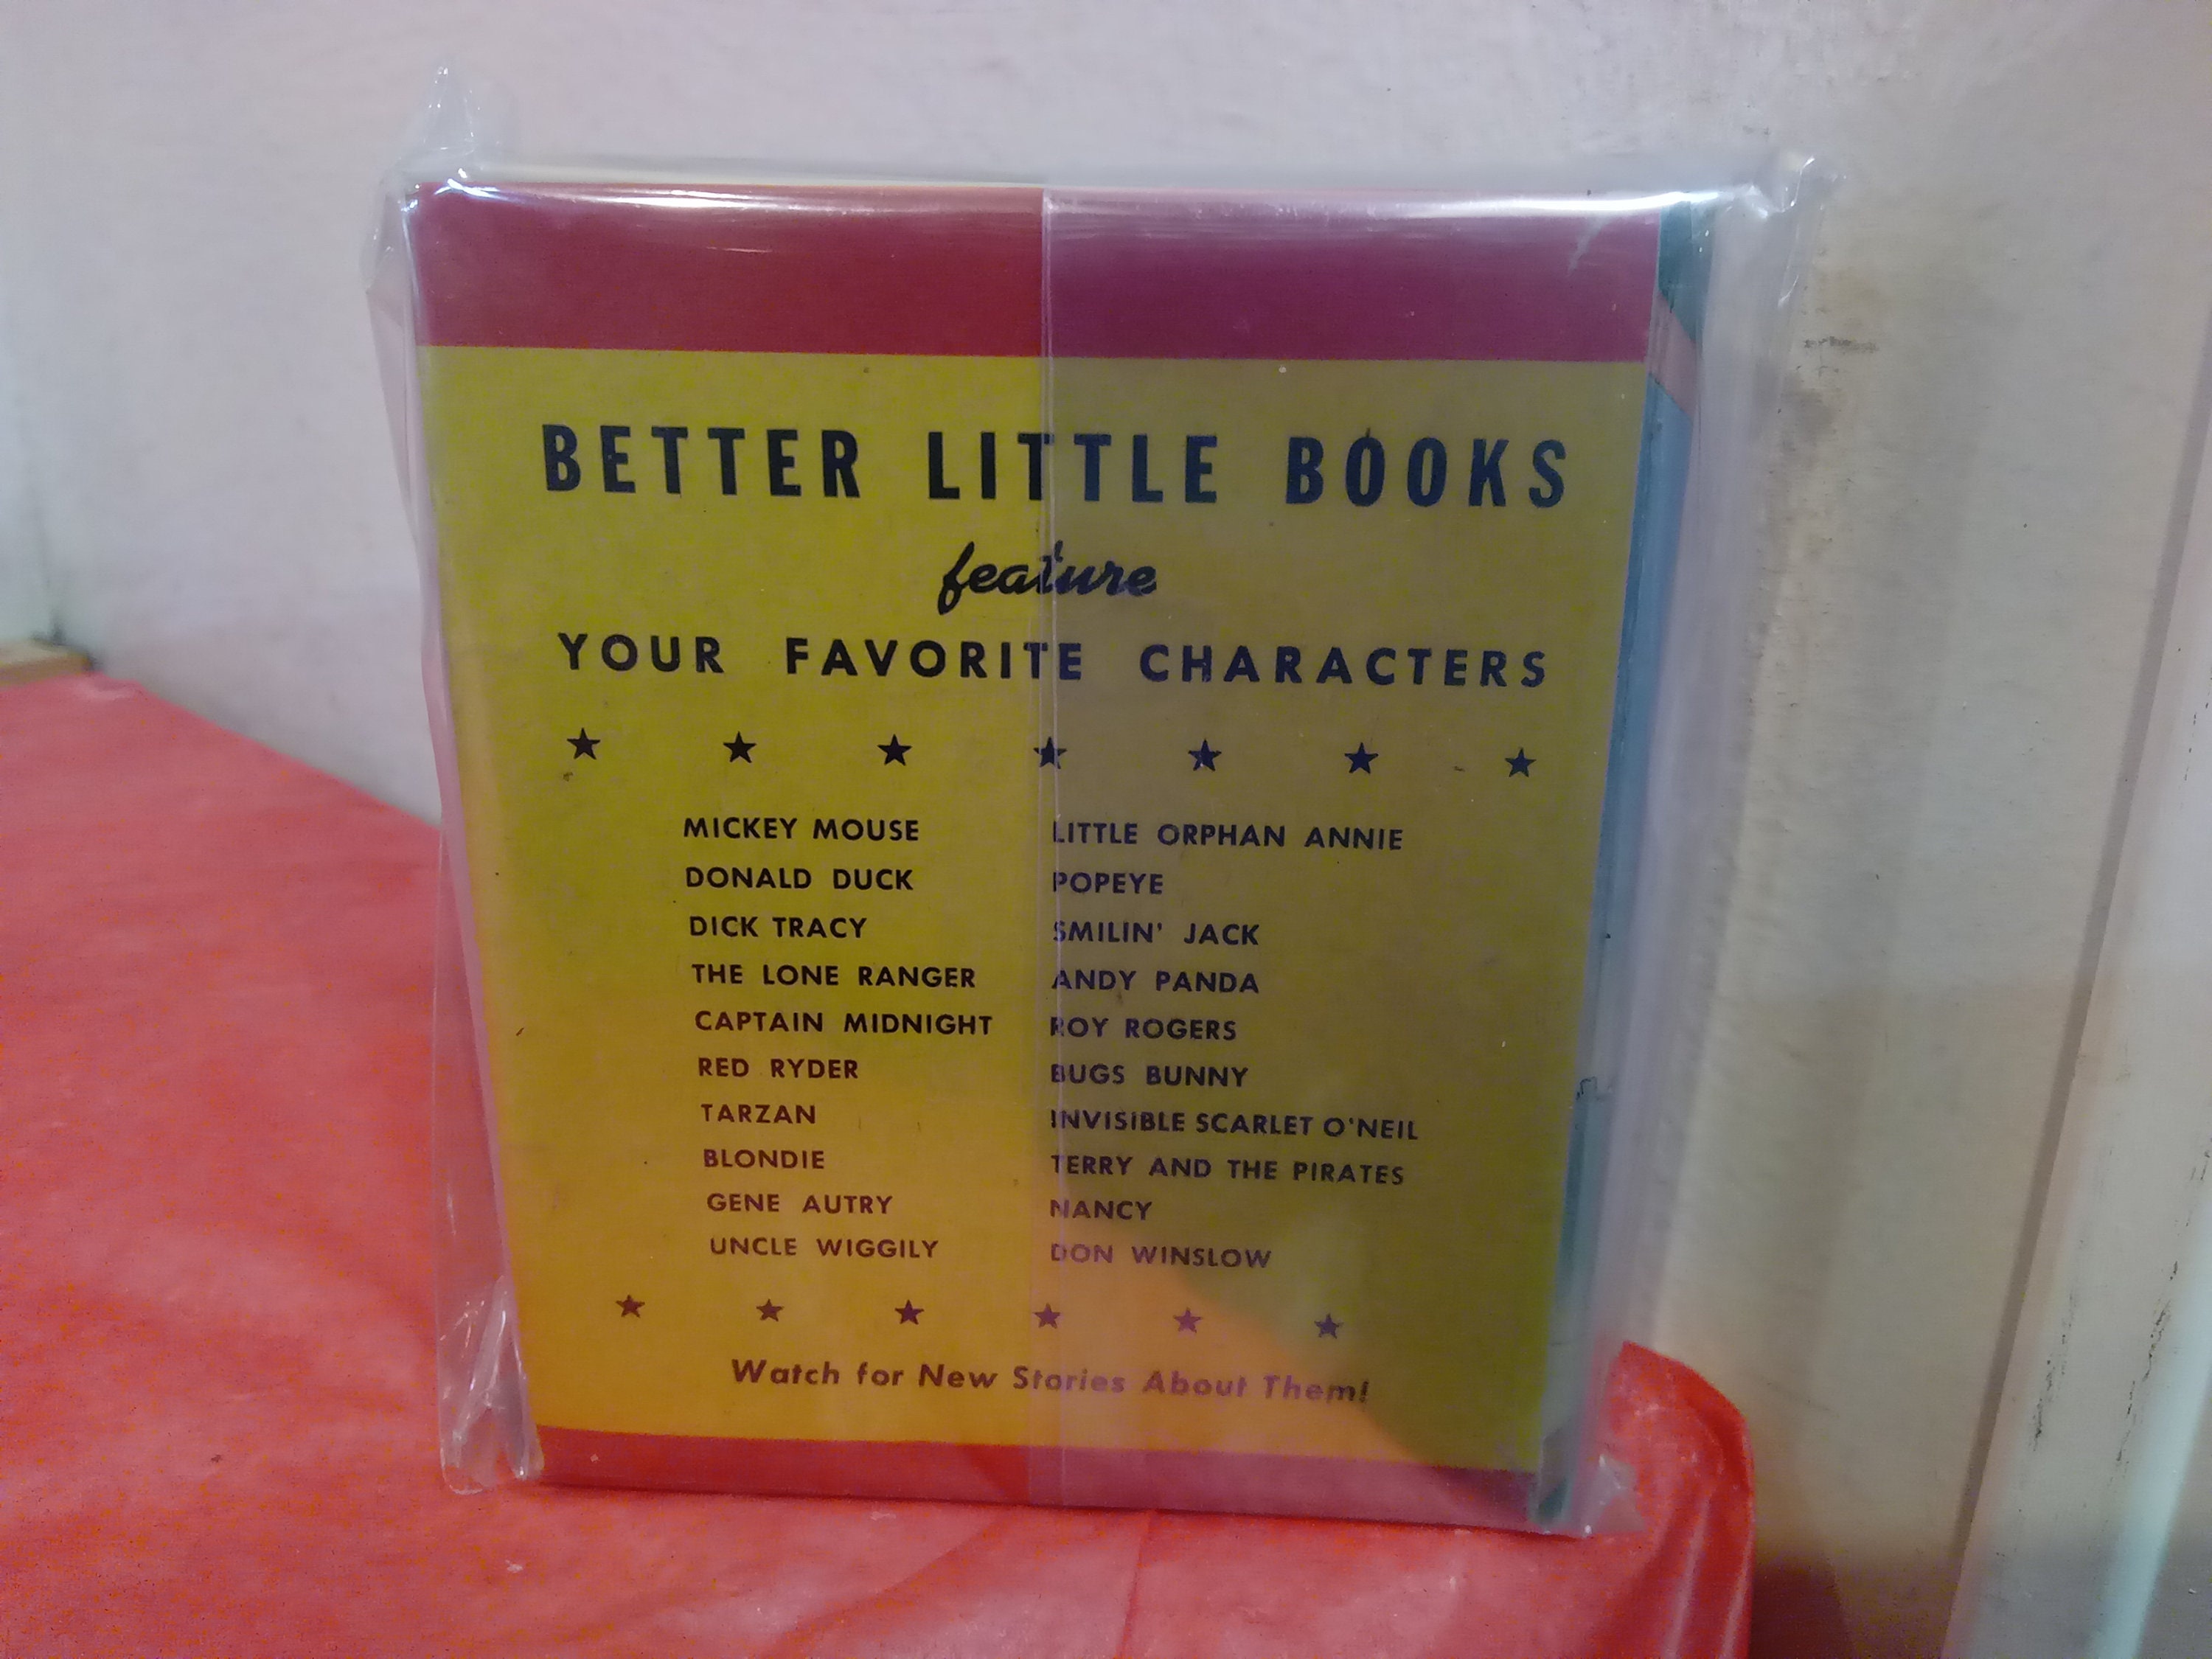 BETTER LITTLE BOOKS
feature
YOUR FAVORITE CHARACTERS
MICKEY MOUSE
DONALD DUCK
DICK TRACY
THE LONE RANGER
CAPTAIN MIDNIGHT
RED RYDER
TARZAN
BLONDIE
GENE AUTRY
UNCLE WIGGILY
LITTLE ORPHAN ANNIE
POPEYE
SMILIN' JACK
ANDY PANDA
ROY ROGERS
BUGS BUNNY
INVISIBLE SCARLET O'NEIL
TERRY AND THE PIRATES
NANCY
DON WINSLOW
Watch for New Stories About Them!